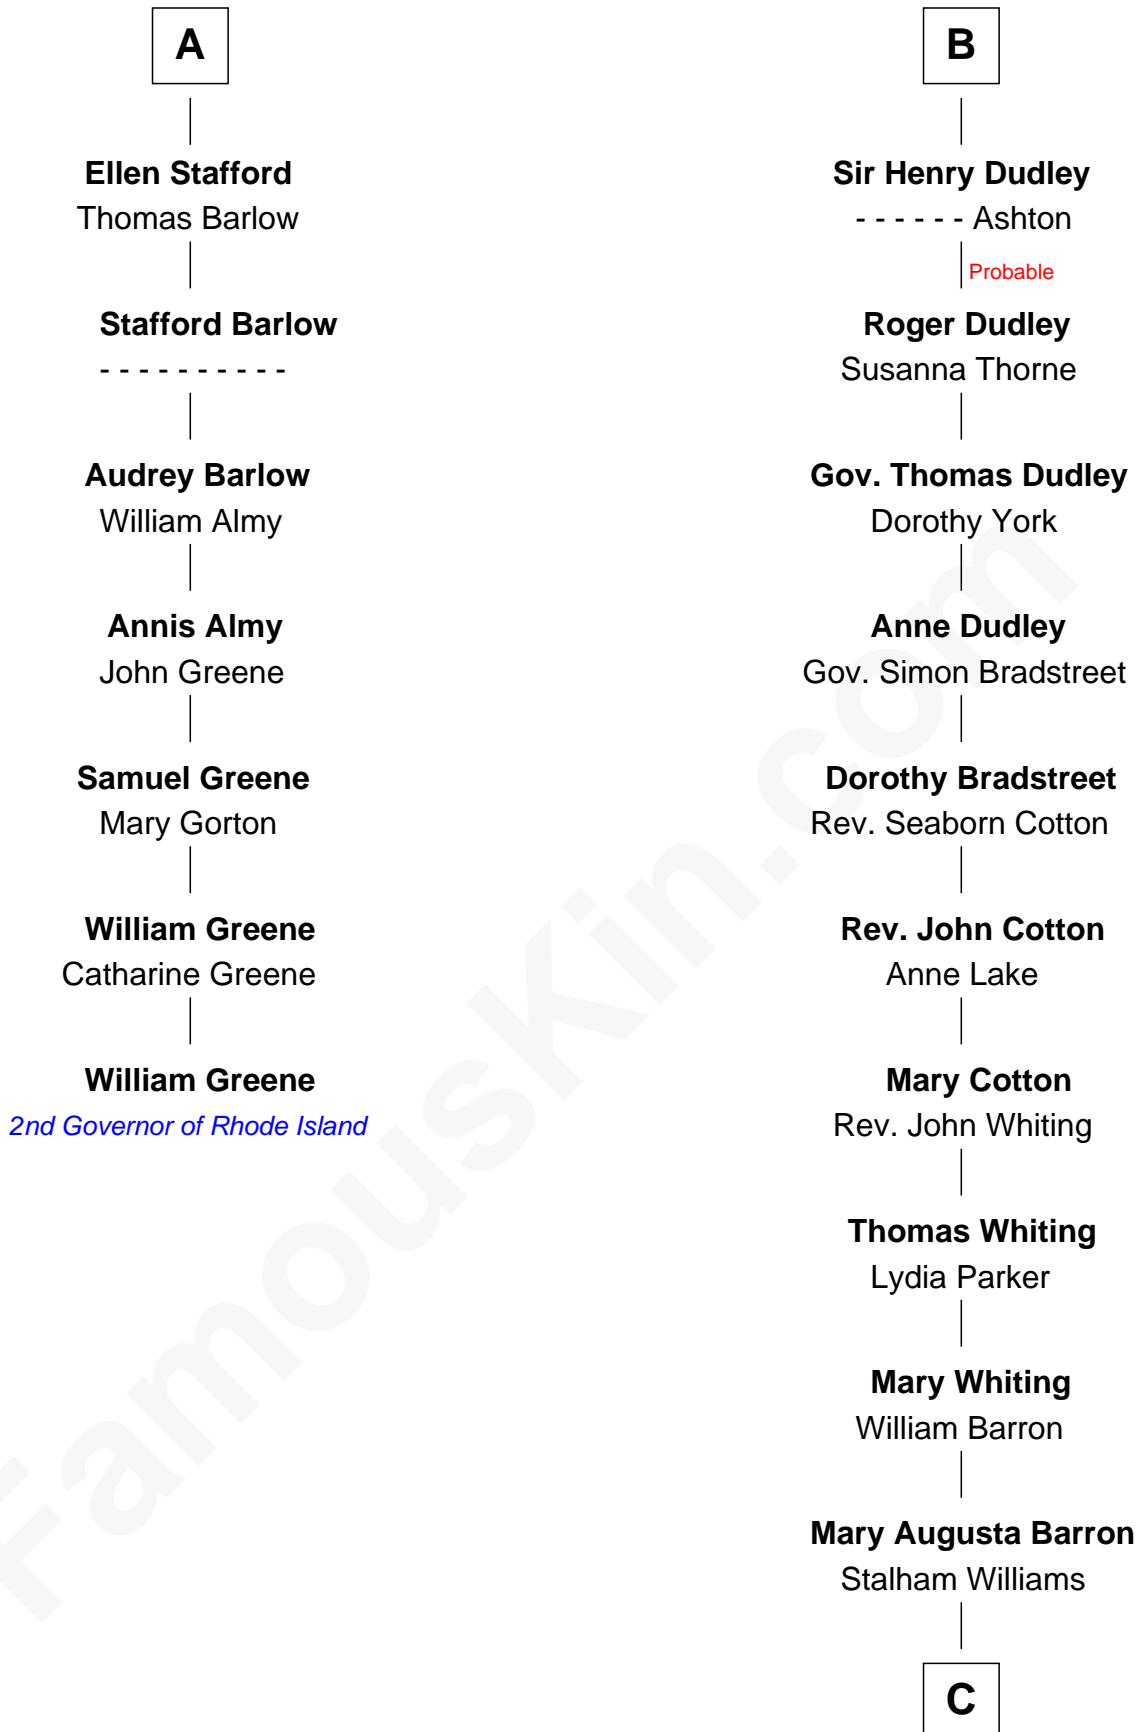 A
Ellen Stafford
Thomas Barlow
Stafford Barlow
- - - - - - - - - -
Audrey Barlow
William Almy
Annis Almy
John Greene
Samuel Greene
Mary Gorton
William Greene
Catharine Greene
William Greene
2nd Governor of Rhode Island
B
Sir Henry Dudley
- - - - - - Ashton
Probable
Roger Dudley
Susanna Thorne
Gov. Thomas Dudley
Dorothy York
Anne Dudley
Gov. Simon Bradstreet
Dorothy Bradstreet
Rev. Seaborn Cotton
Rev. John Cotton
Anne Lake
Mary Cotton
Rev. John Whiting
Thomas Whiting
Lydia Parker
Mary Whiting
William Barron
Mary Augusta Barron
Stalham Williams
C
FamousKin.com